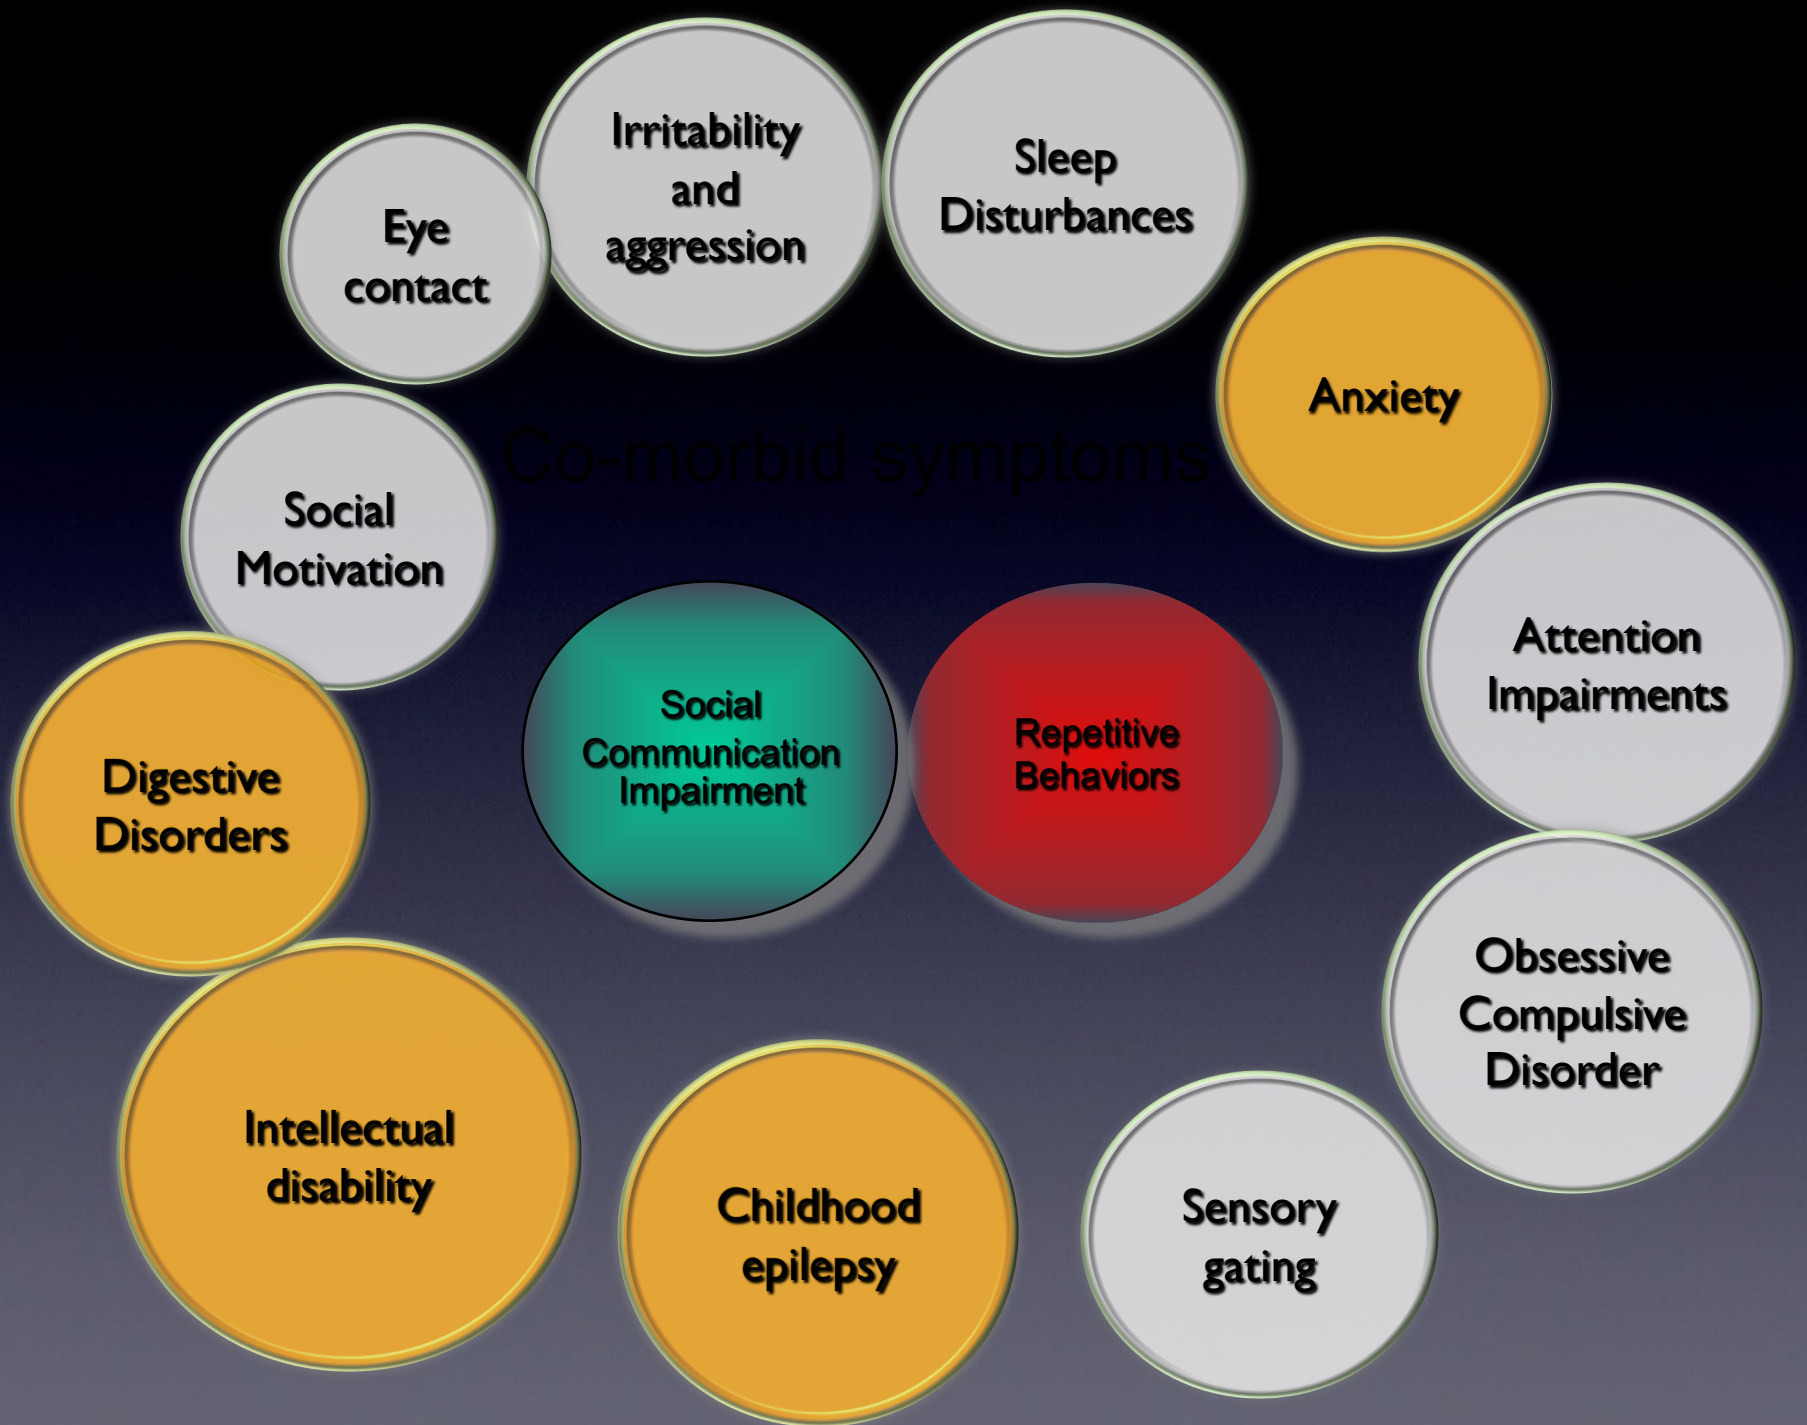 Irritability
and
aggression
Sleep
Disturbances
Eye
contact
Anxiety
Co-morbid symptoms
Social
Motivation
Attention
Impairments
Social
Communication
Impairment
Repetitive
Behaviors
Digestive
Disorders
Obsessive
Compulsive
Disorder
Intellectual
disability
Childhood
epilepsy
Sensory
gating